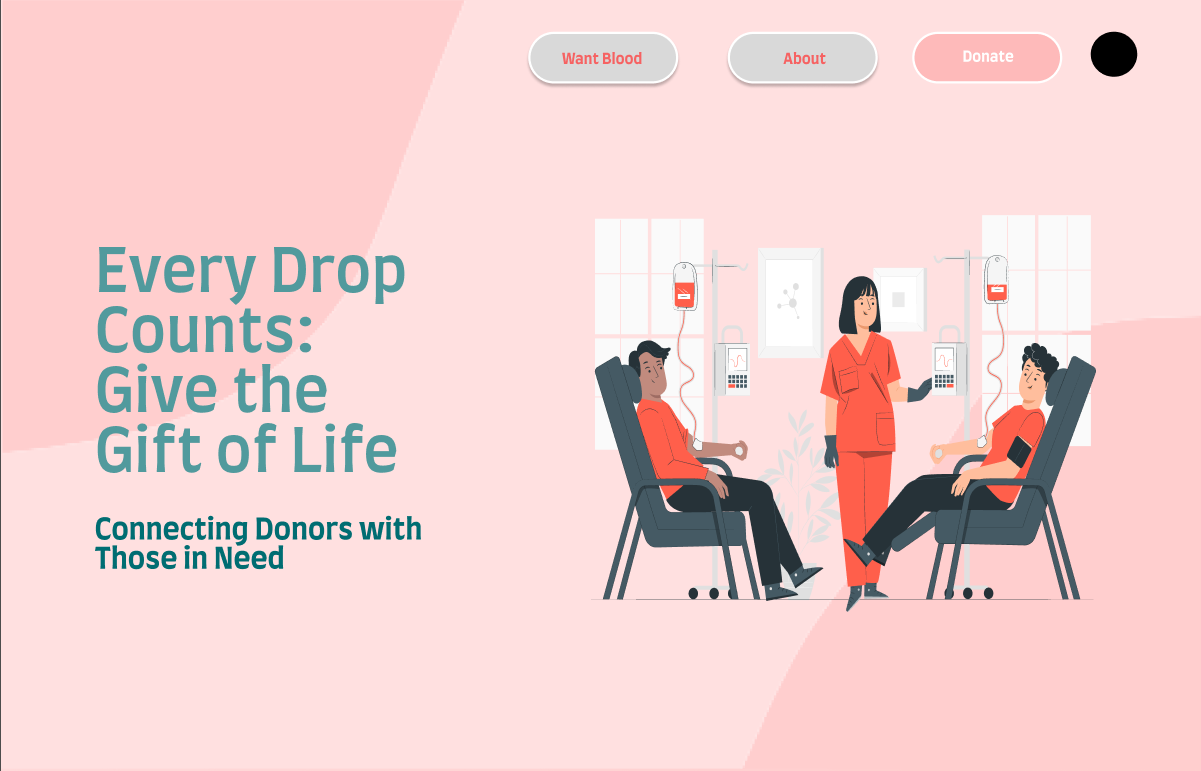 Want Blood
About
Donate
Every Drop
Counts:
Give the
Gift of Life
Connecting Donors with
Those in Need